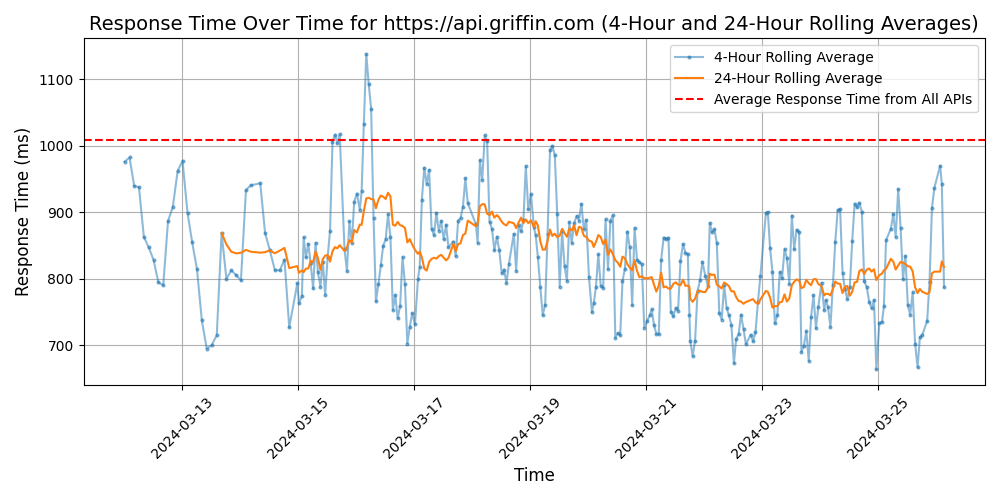 Response Time Over Time for https://api.griffin.com (4-Hour and 24-Hour Rolling Averages)
4-Hour Rolling Average
24-Hour Rolling Average
Average Response Time from All APIs
Response Time (ms)
1100
1000
900
800
700
2024-03-13
2024-03-15
2024-03-17
2024-03-19
2024-03-21
2024-03-23
2024-03-25
Time